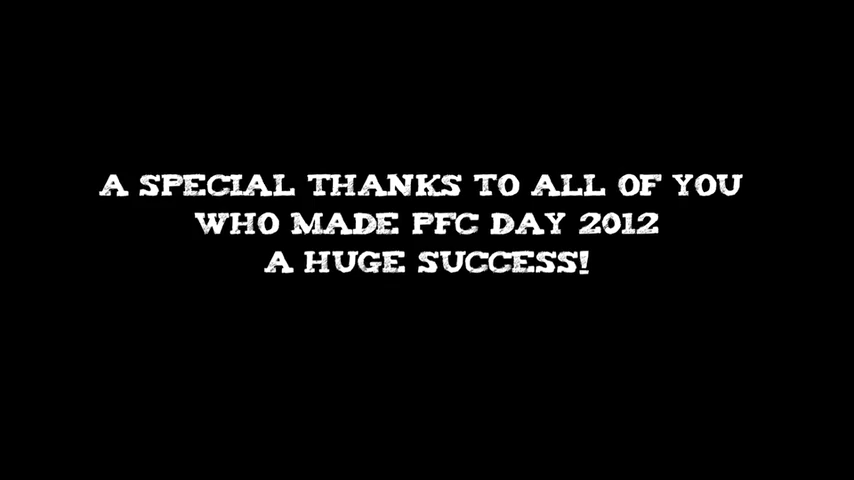 A SPECIAL THANKS TO ALL OF YOU
WHO MADE PFC DAY 2012
A HUGE SUCCESS!